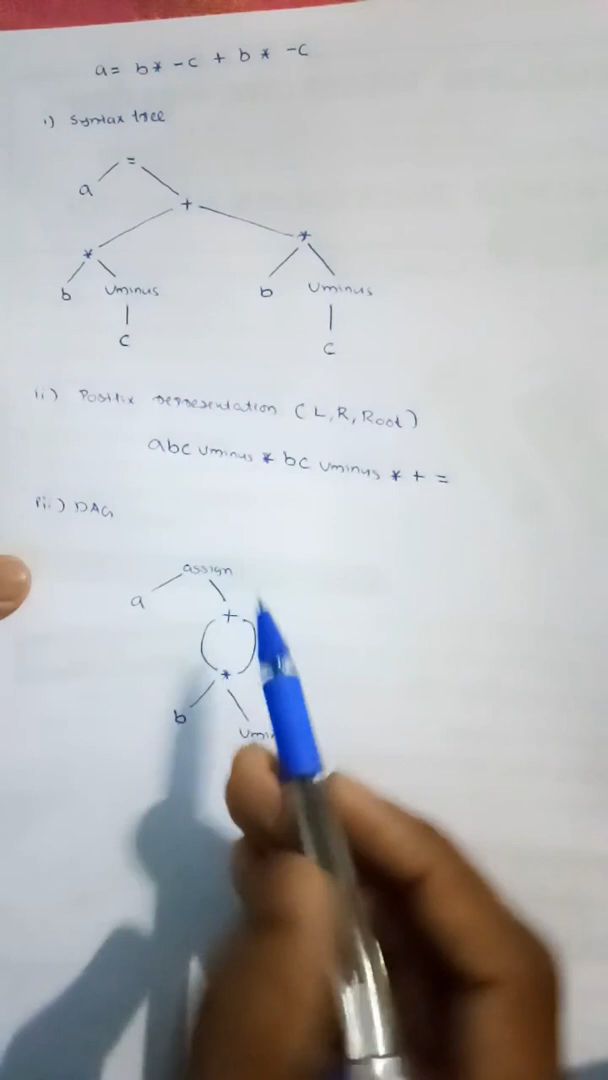 a = b * - c + b * - c
i) Syntax tree
=
a
+
* *
b Uminus b Uminus
C C
ii) Postfix representation (L, R, Root)
abc Uminus * bc Uminus * + =
iii.) DAG
assign
a
+
*
b